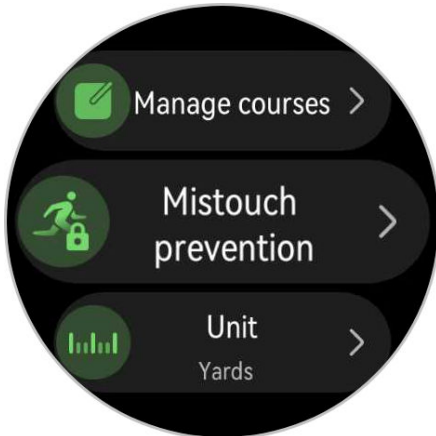 Manage courses
Mistouch
prevention
Unit
Yards